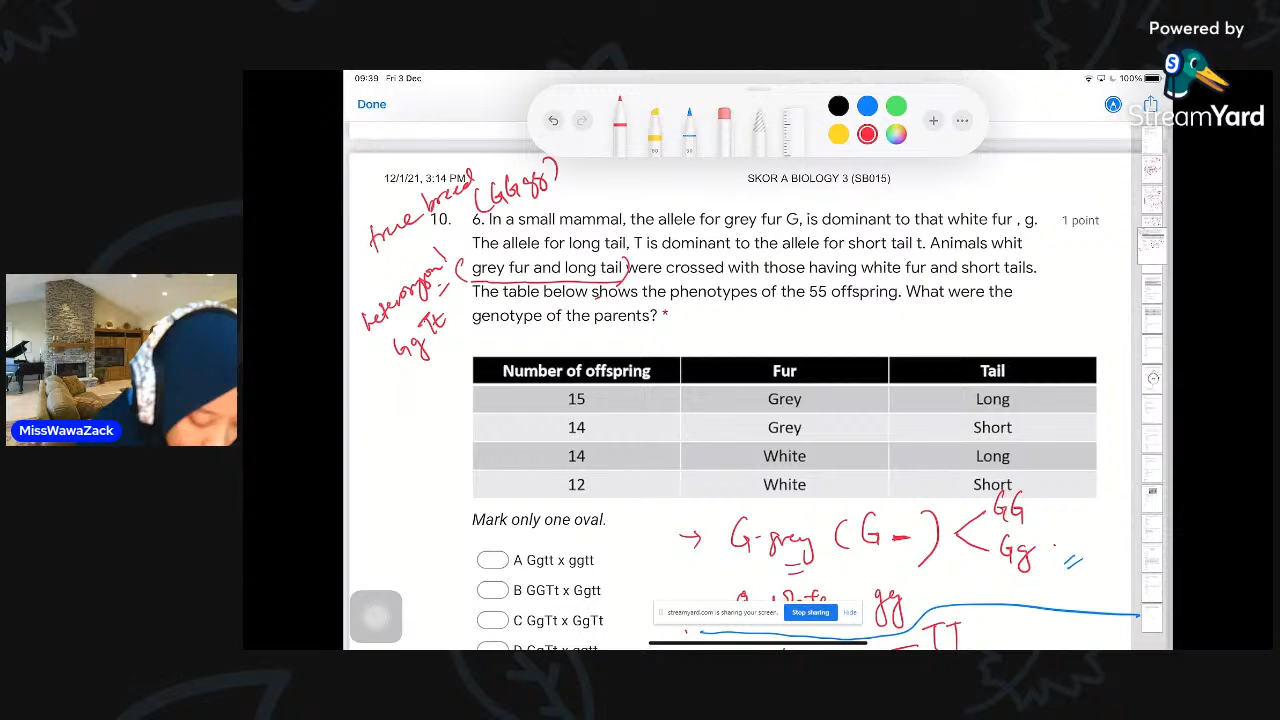 Powered by
StreamYard
09:39 Fri 3 Dec
100%
Done
12/1/21, 3:14 PM
SKOR A BIOLOGY 3 (SB015)
true breed
(GGgg)
10.
6. In a small mammal, the allele for grey fur G, is dominant to that white fur , g.
1 point
The allele for long tail, T is dominant to the allele for short tail t. Animals whit
grey fur and long tail were crossed with those having white fur and short tails.
The table below shows the phenotypes of the 55 offspring. What were the
genotype of the parents? *
Gg Tt
Number of offspring Fur Tail
15 Grey Long
14 Grey Short
14 White Long
12 White Short
Mark only one oval.
→ G-grey (G-) < GG
Gg
A Ggtt x ggtt
B GGTt x Ggtt
C GgTt x GgTt
D GgTt x ggtt
gg
TT
streamyard.com is sharing your screen.
Stop sharing
Hide
MissWawaZack